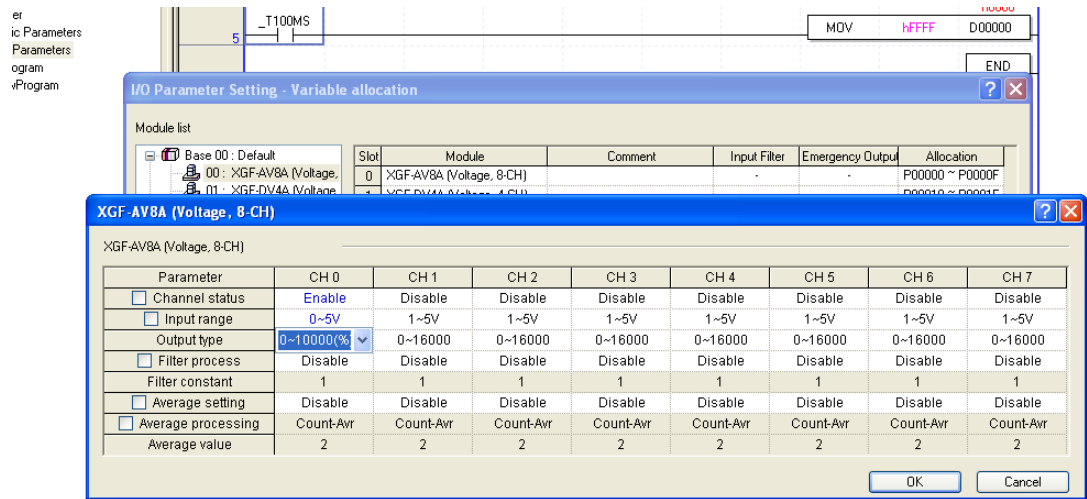 er
ic Parameters
Parameters
ogram
Program
_T100MS
5
MOV hFFFF D00000
END
I/O Parameter Setting - Variable allocation
Module list
Base 00 : Default
00 : XGF-AV8A (Voltage,
01 : XGF-DV4A (Voltage
Slot Module Comment Input Filter Emergency Output Allocation
0 XGF-AV8A (Voltage, 8-CH) - - P00000 ~ P0000F
1 XGF-DV4A (Voltage, 4-CH) P00010 ~ P0001F
XGF-AV8A (Voltage, 8-CH)
XGF-AV8A (Voltage, 8-CH)
Parameter CH 0 CH 1 CH 2 CH 3 CH 4 CH 5 CH 6 CH 7
Channel status Enable Disable Disable Disable Disable Disable Disable Disable
Input range 0~5V 1~5V 1~5V 1~5V 1~5V 1~5V 1~5V 1~5V
Output type 0~10000(% 0~16000 0~16000 0~16000 0~16000 0~16000 0~16000 0~16000
Filter process Disable Disable Disable Disable Disable Disable Disable Disable
Filter constant 1 1 1 1 1 1 1 1
Average setting Disable Disable Disable Disable Disable Disable Disable Disable
Average processing Count-Avr Count-Avr Count-Avr Count-Avr Count-Avr Count-Avr Count-Avr Count-Avr
Average value 2 2 2 2 2 2 2 2
OK Cancel